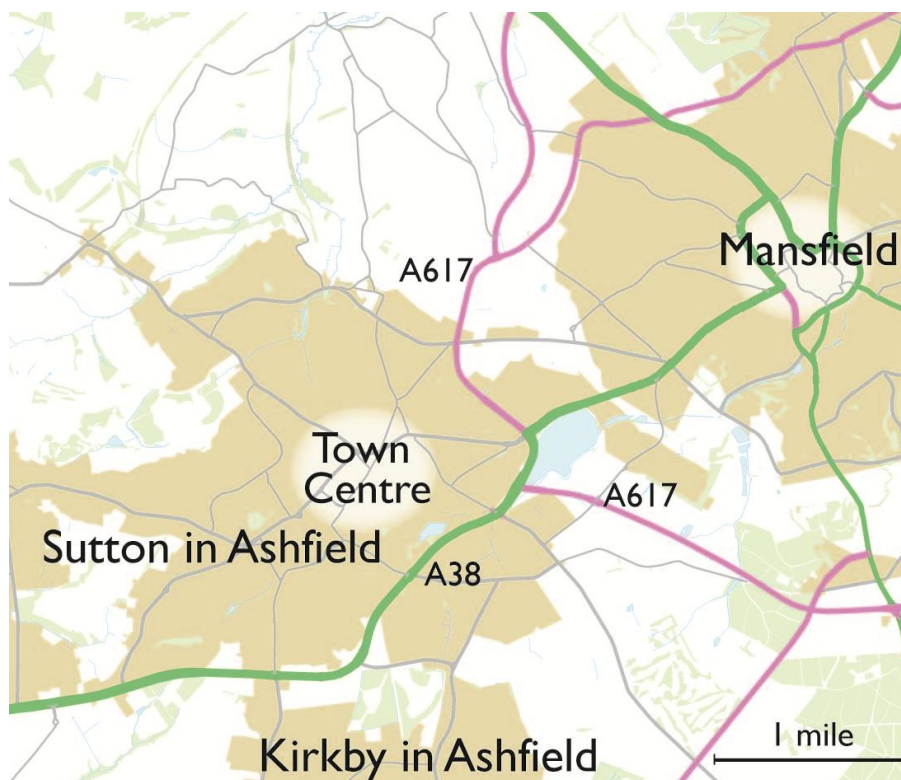 Mansfield
A617
Town
Centre
A617
Sutton in Ashfield
A38
1 mile
Kirkby in Ashfield